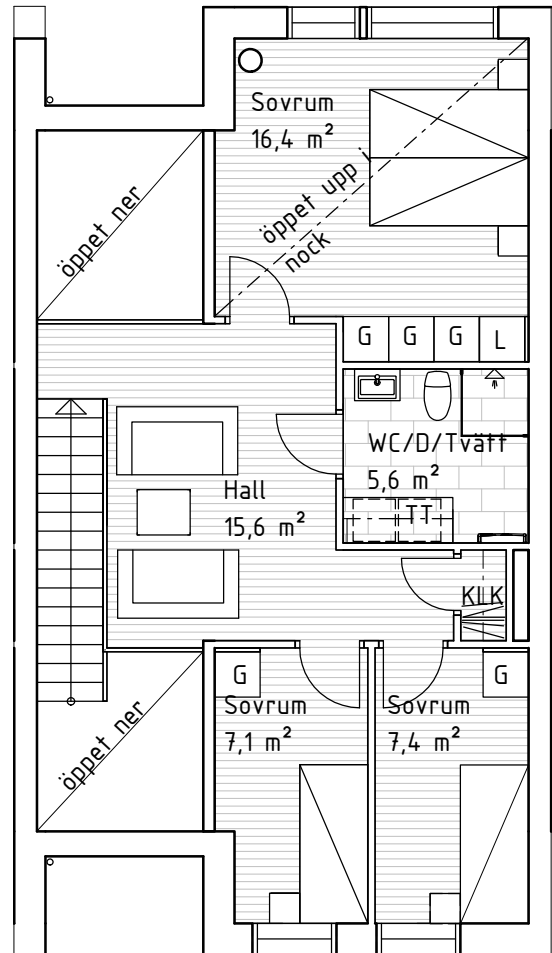 Sovrum
16,4 m²
öppet ner
öppet upp i
nock
G G G L
WC/D/Tvätt
5,6 m²
Hall
15,6 m²
TT
KLK
G
G
Sovrum
7,1 m²
Sovrum
7,4 m²
öppet ner